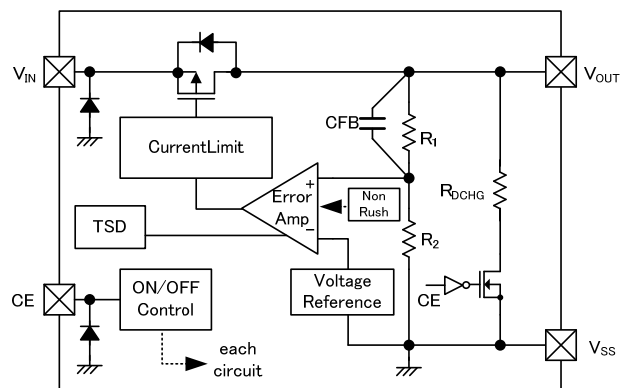 VIN
VOUT
CFB
R1
CurrentLimit
RDCHG
+
Error
Amp
−
Non
Rush
TSD
R2
Voltage
Reference
CE
CE
ON/OFF
Control
VSS
each
circuit